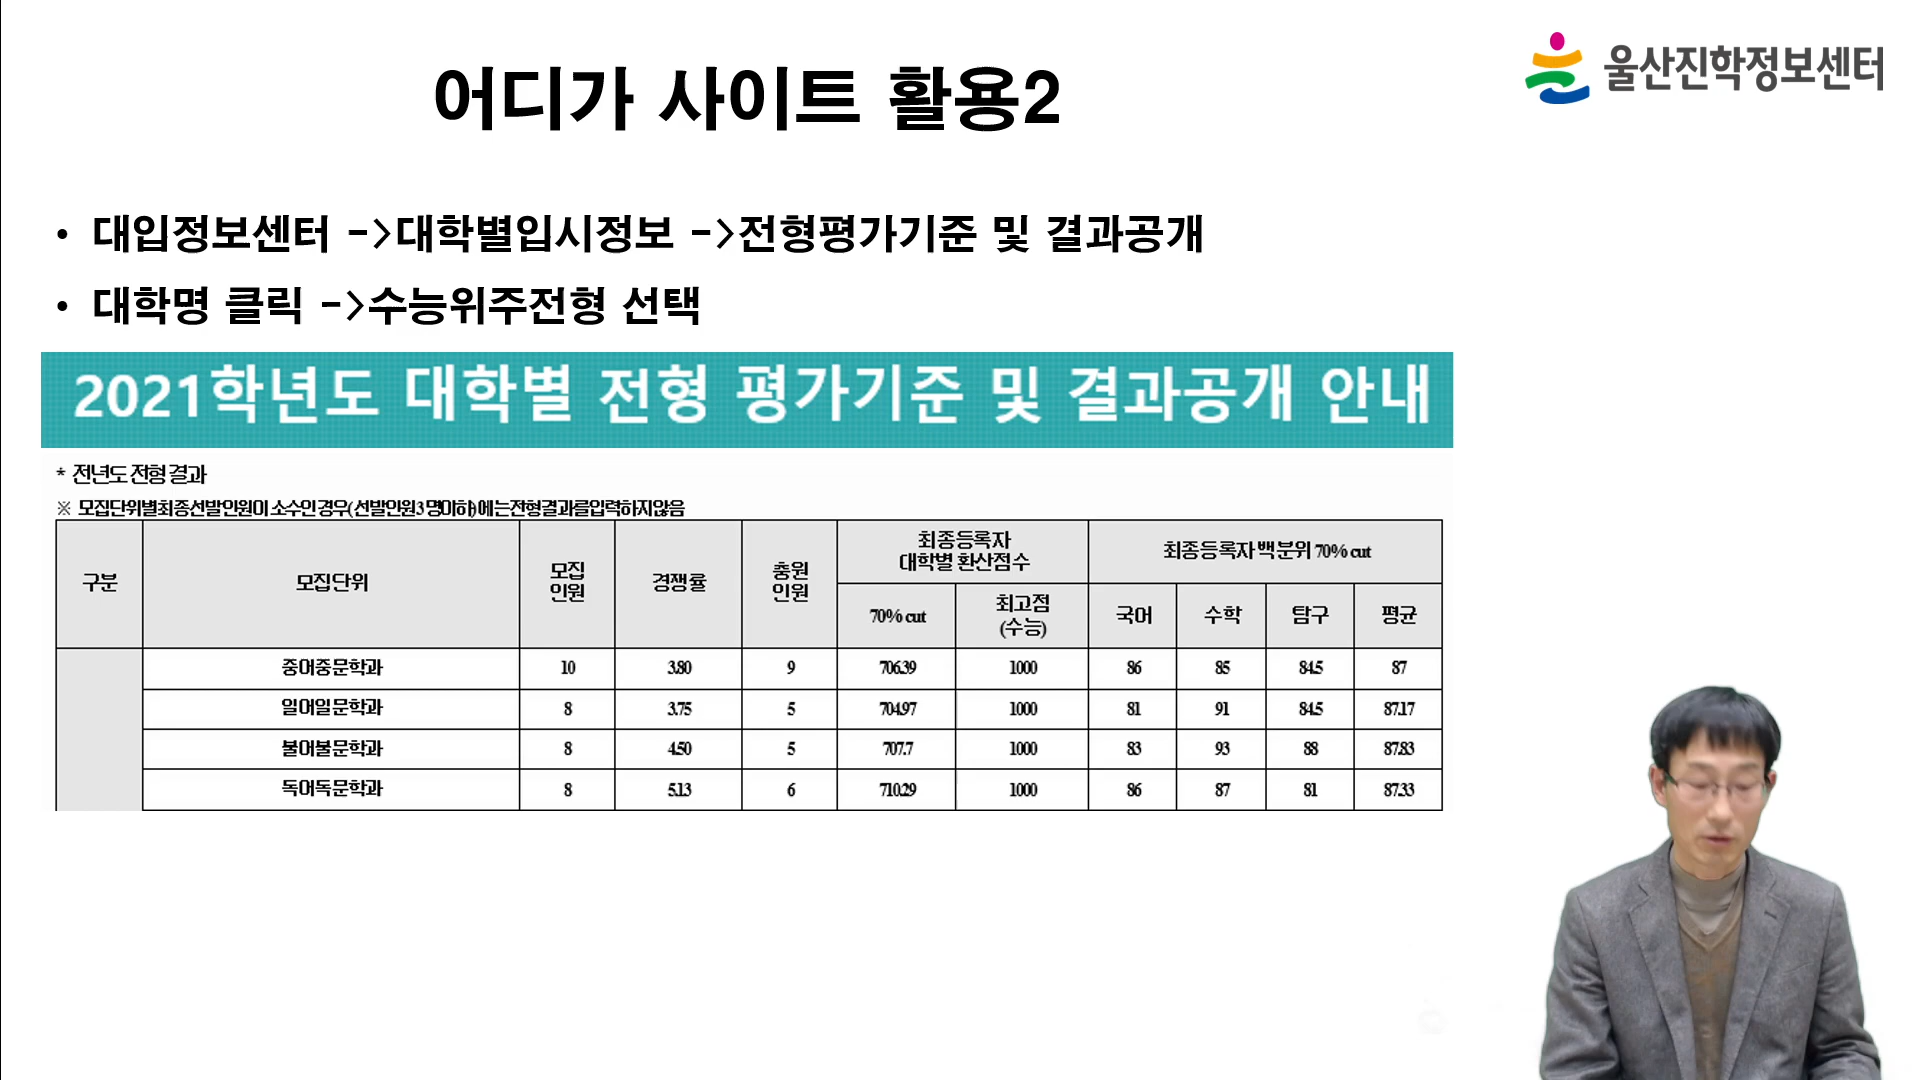 어디가 사이트 활용2
울산진학정보센터
• 대입정보센터 ->대학별입시정보 ->전형평가기준 및 결과공개
• 대학명 클릭 ->수능위주전형 선택
2021학년도 대학별 전형 평가기준 및 결과공개 안내
* 전년도 전형 결과
※ 모집단위별 최종선발인원이 소수인 경우(선발인원 3명이하)에는 전형결과를 입력하지 않음
구분 모집단위 모집인원 경쟁률 충원인원 최종등록자 대학별 환산점수 최종등록자 백분위 70% cut
70% cut 최고점(수능) 국어 수학 탐구 평균
중어중문학과 10 3.80 9 706.39 1000 86 85 84.5 87
일어일문학과 8 3.75 5 704.97 1000 81 91 84.5 87.17
불어불문학과 8 4.50 5 707.7 1000 83 93 88 87.83
독어독문학과 8 5.13 6 710.29 1000 86 87 81 87.33